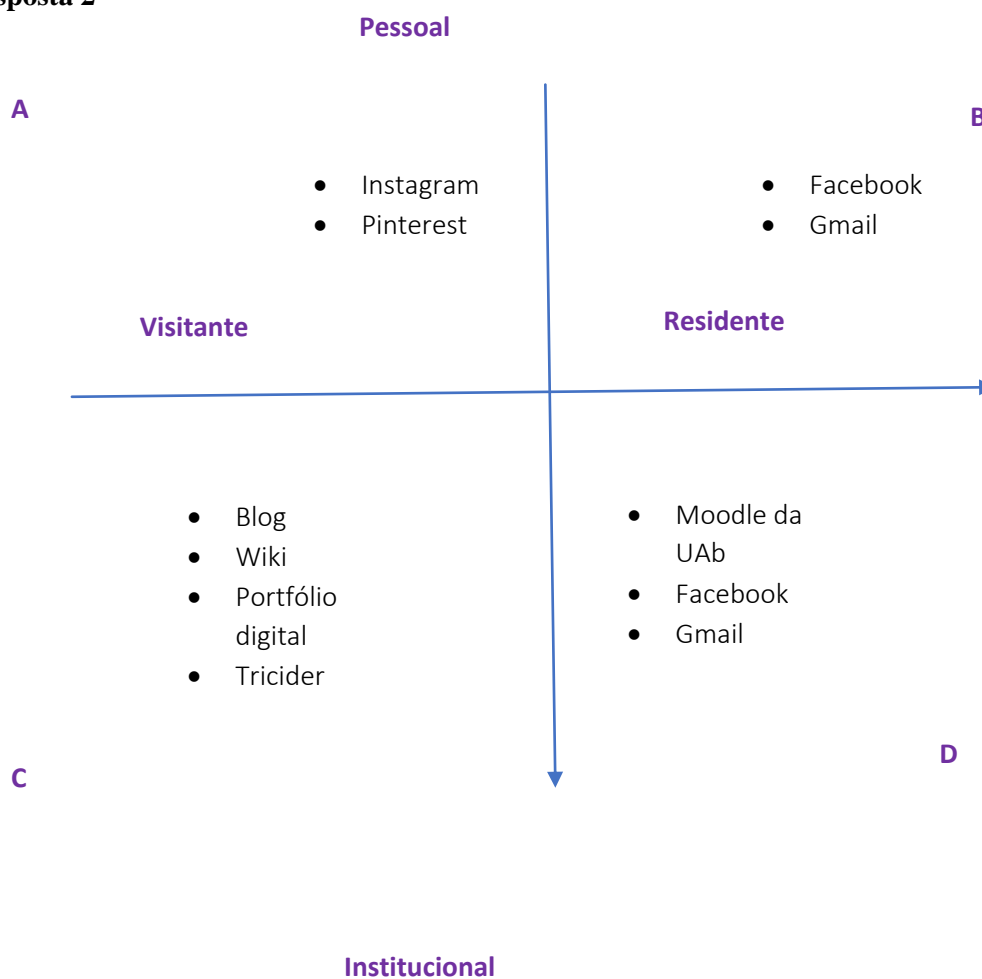 sposta 2
Pessoal
A
B
• Instagram
• Pinterest
• Facebook
• Gmail
Visitante
Residente
• Blog
• Wiki
• Portfólio
digital
• Tricider
• Moodle da
UAb
• Facebook
• Gmail
C
D
Institucional